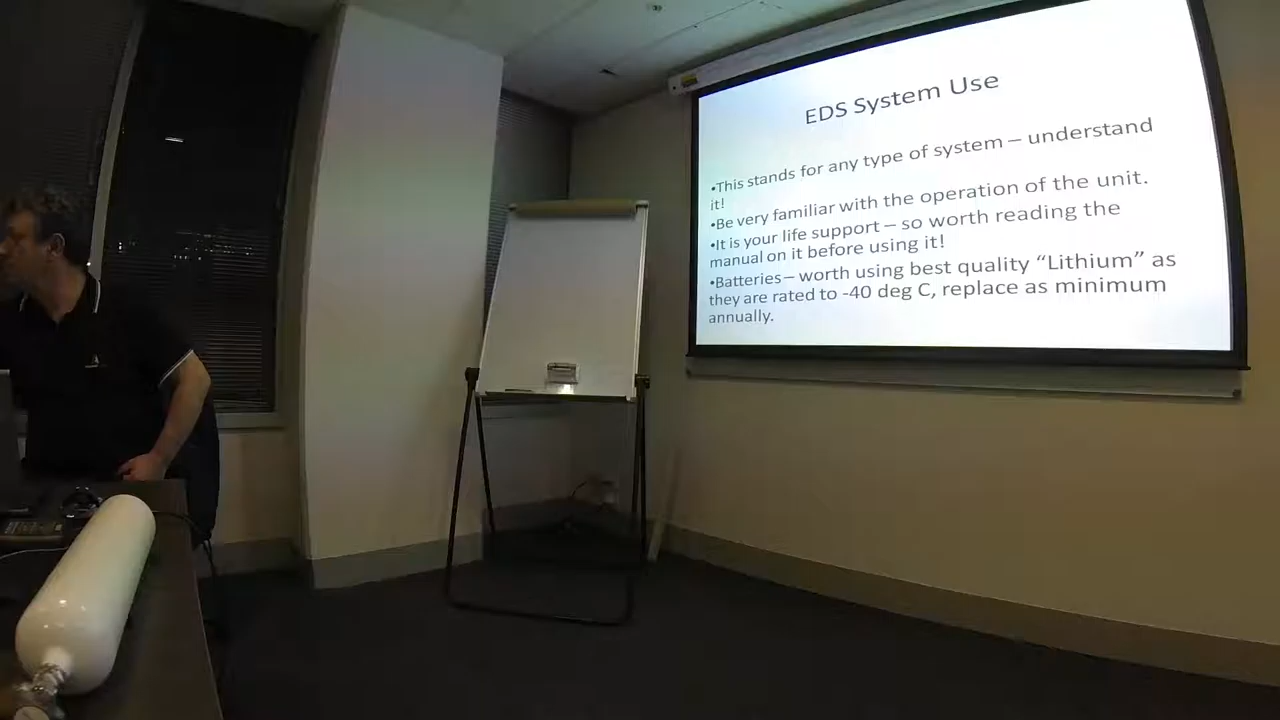 EDS System Use
•This stands for any type of system – understand
it!
•Be very familiar with the operation of the unit.
•It is your life support – so worth reading the
manual on it before using it!
•Batteries – worth using best quality “Lithium” as
they are rated to -40 deg C, replace as minimum
annually.